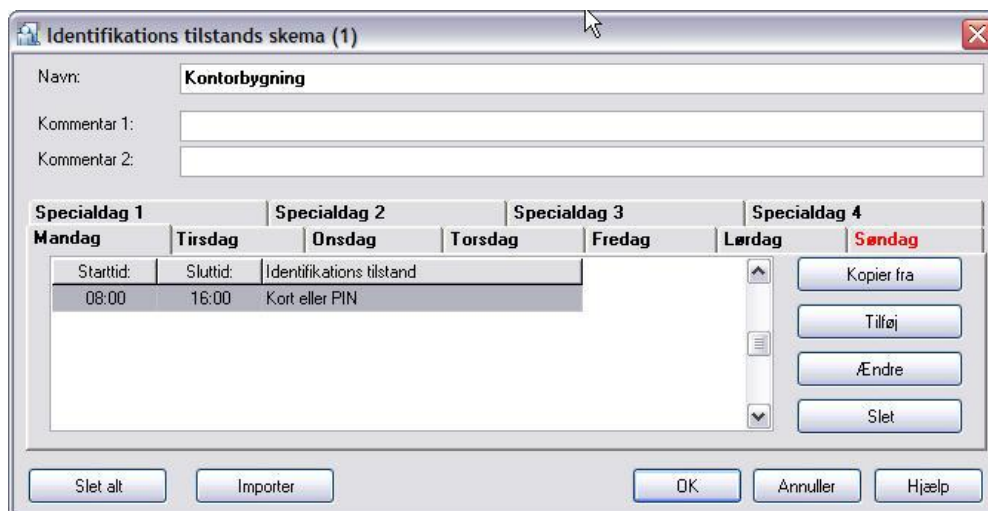 Identifikations tilstands skema (1)
Navn: Kontorbygning
Kommentar 1:
Kommentar 2:
Specialdag 1 Specialdag 2 Specialdag 3 Specialdag 4
Mandag Tirsdag Onsdag Torsdag Fredag Lørdag Søndag
Starttid: Sluttid: Identifikations tilstand Kopier fra
08:00 16:00 Kort eller PIN
Tilføj
Ændre
Slet
Slet alt Importer OK Annuller Hjælp